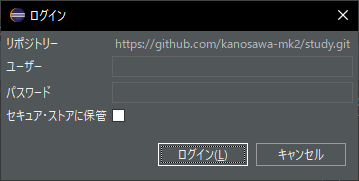 ログイン
リポジトリー https://github.com/kanosawa-mk2/study.git
ユーザー
パスワード
セキュア・ストアに保管
ログイン(L) キャンセル